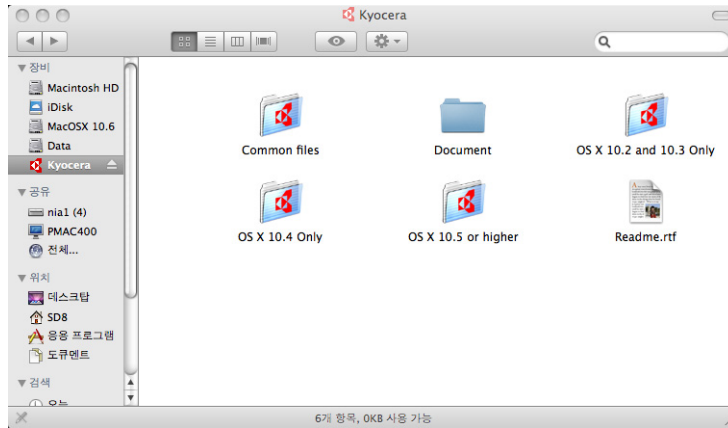 Kyocera
장비
Macintosh HD
iDisk
MacOSX 10.6
Data
Kyocera
공유
nia1 (4)
PMAC400
전체...
위치
데스크탑
SD8
응용 프로그램
도큐멘트
검색
오늘
Common files
Document
OS X 10.2 and 10.3 Only
OS X 10.4 Only
OS X 10.5 or higher
Readme.rtf
6개 항목, 0KB 사용 가능